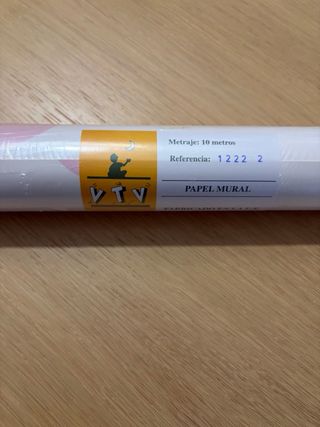 VTV
Metraje: 10 metros
Referencia: 1222 2
PAPEL MURAL